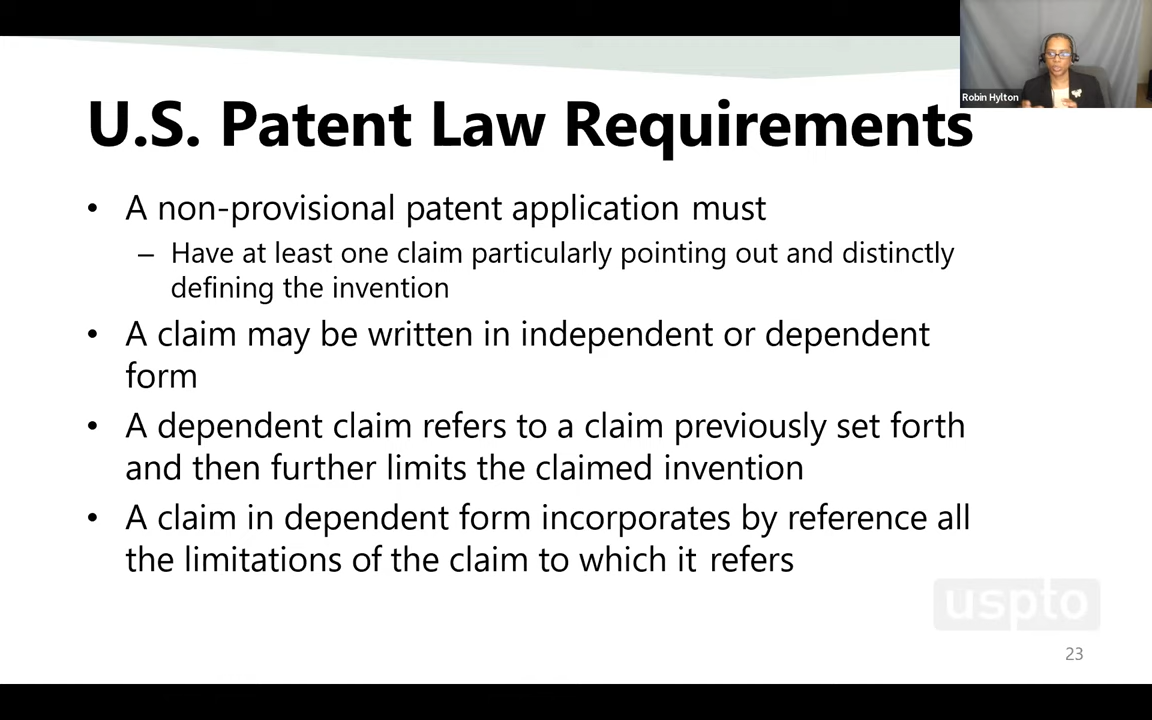 Robin Hylton
U.S. Patent Law Requirements
• A non-provisional patent application must
– Have at least one claim particularly pointing out and distinctly
defining the invention
• A claim may be written in independent or dependent
form
• A dependent claim refers to a claim previously set forth
and then further limits the claimed invention
• A claim in dependent form incorporates by reference all
the limitations of the claim to which it refers
uspto
23